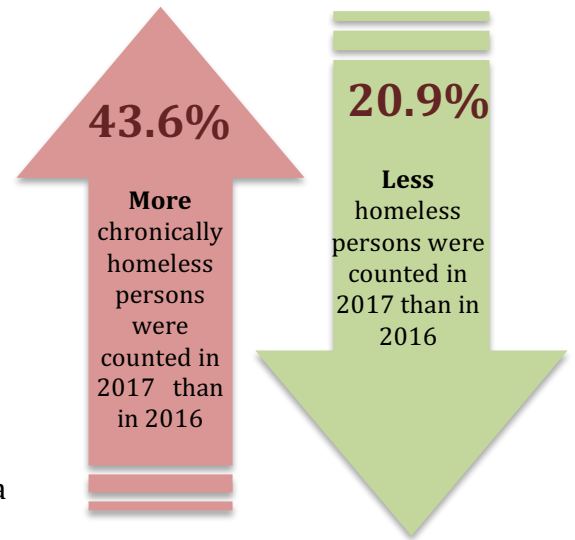 43.6%
More
chronically
homeless
persons
were
counted in
2017 than
in 2016
20.9%
Less
homeless
persons were
counted in
2017 than in
2016
a